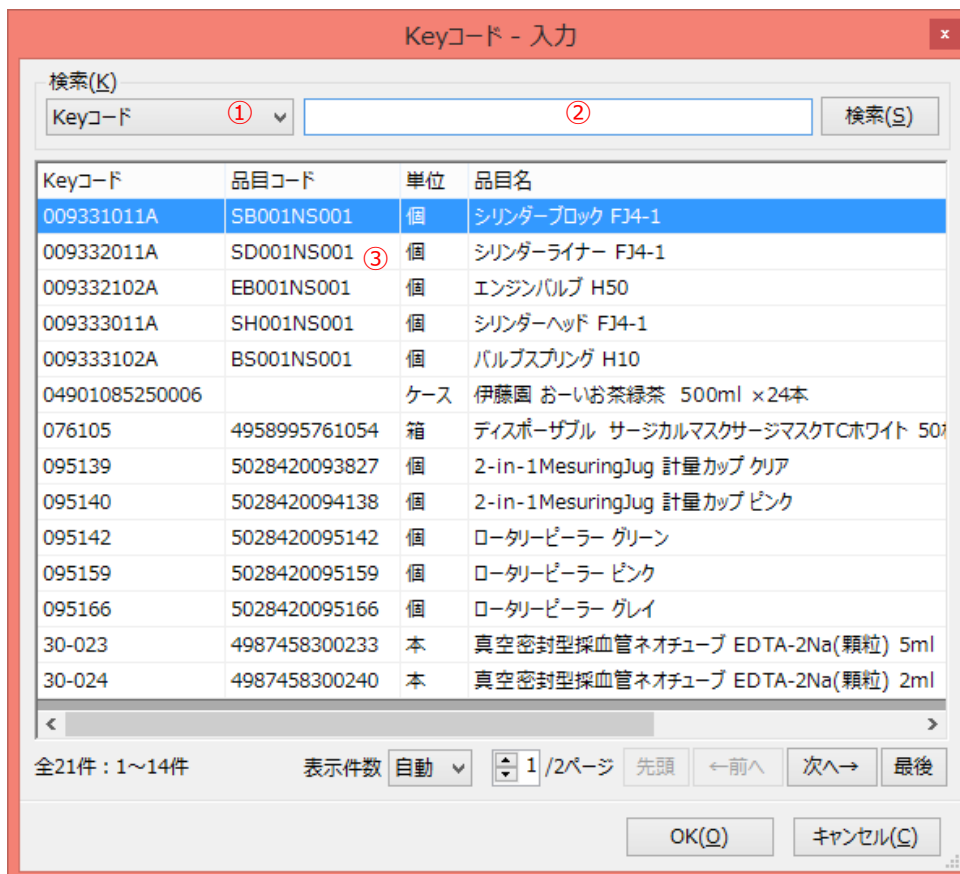 Keyコード - 入力
x
検索(K)
Keyコード ① ② 検索(S)
Keyコード 品目コード 単位 品目名
009331011A SB001NS001 個 シリンダーブロック FJ4-1
009332011A SD001NS001 ③ 個 シリンダーライナー FJ4-1
009332102A EB001NS001 個 エンジンバルブ H50
009333011A SH001NS001 個 シリンダーヘッド FJ4-1
009333102A BS001NS001 個 バルブスプリング H10
04901085250006 ケース 伊藤園 おーいお茶緑茶 500ml ×24本
076105 4958995761054 箱 ディスポーザブル サージカルマスクサージマスクTCホワイト 50
095139 5028420093827 個 2-in-1MesuringJug 計量カップ クリア
095140 5028420094138 個 2-in-1MesuringJug 計量カップ ピンク
095142 5028420095142 個 ロータリーピーラー グリーン
095159 5028420095159 個 ロータリーピーラー ピンク
095166 5028420095166 個 ロータリーピーラー グレイ
30-023 4987458300233 本 真空密封型採血管ネオチューブ EDTA-2Na(顆粒) 5ml
30-024 4987458300240 本 真空密封型採血管ネオチューブ EDTA-2Na(顆粒) 2ml
全21件：1～14件 表示件数 自動 1 /2ページ 先頭 ←前へ 次へ→ 最後
OK(O) キャンセル(C)